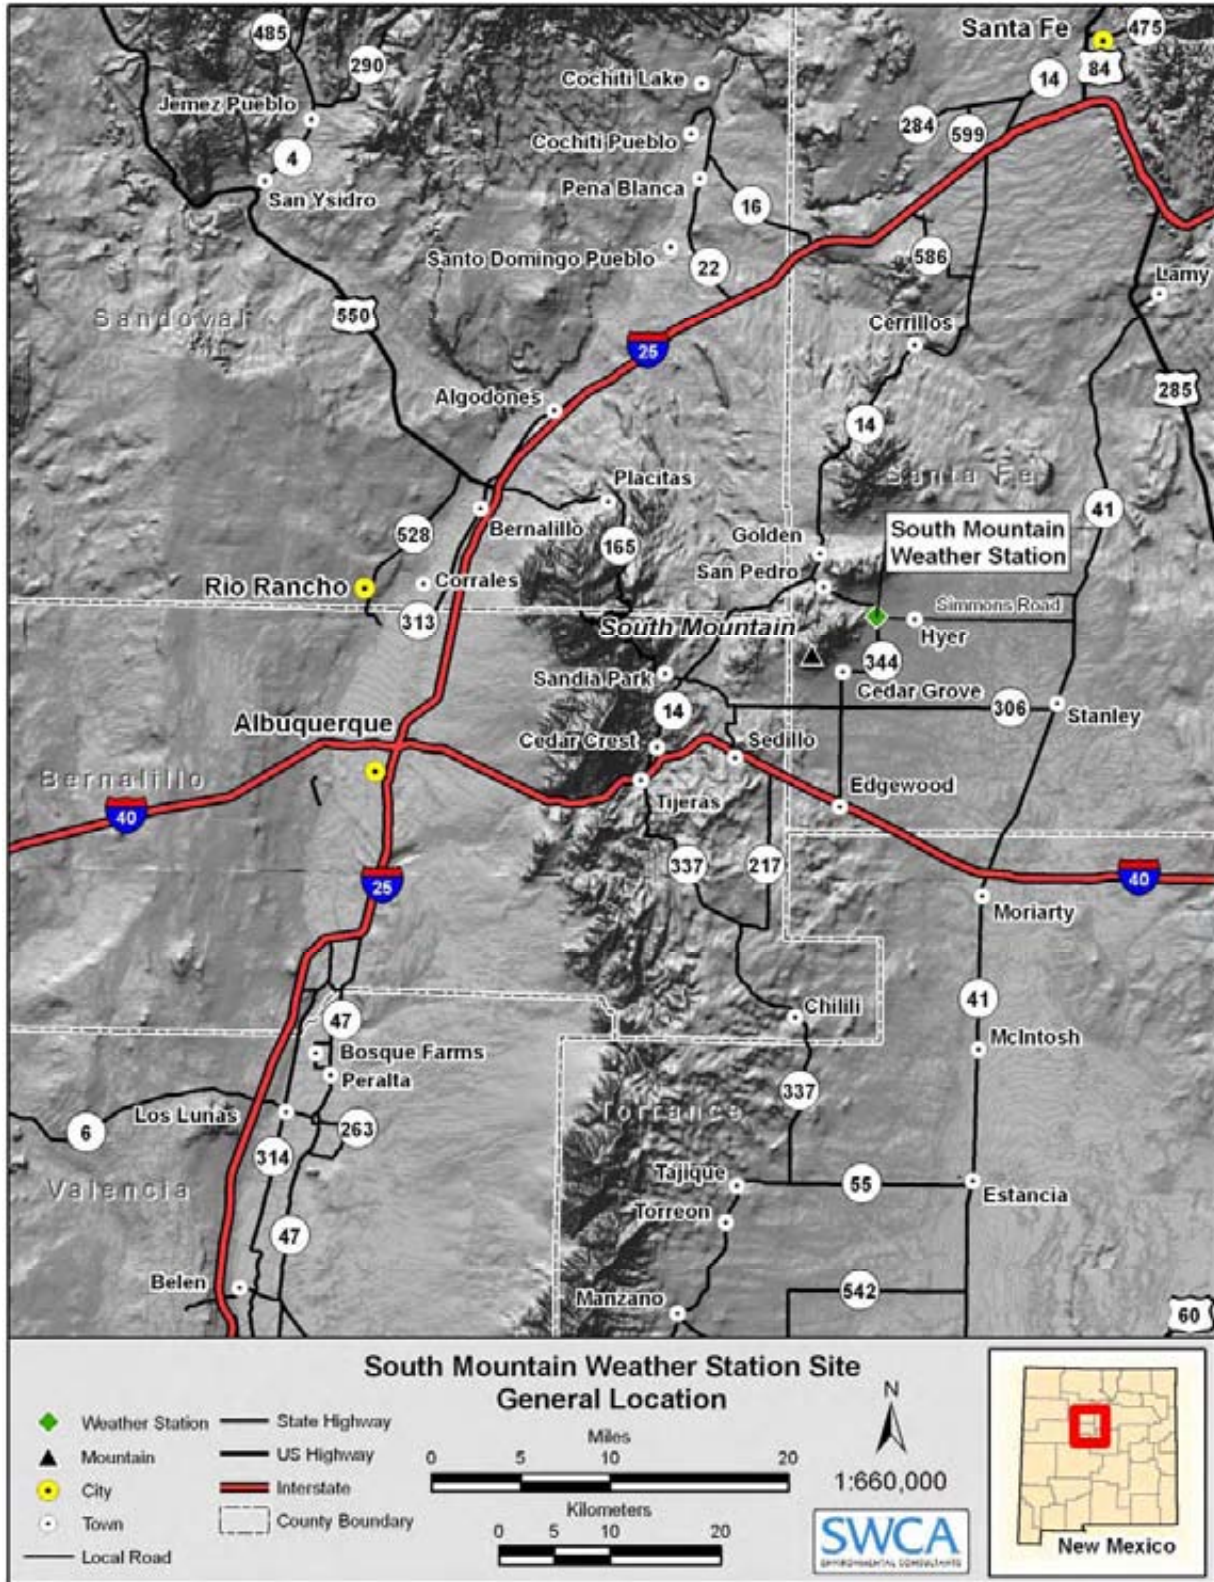 Santa Fe
475
485
290
84
14
Cochiti Lake
Jemez Pueblo
284
599
Cochiti Pueblo
4
Pena Blanca
San Ysidro
16
Santo Domingo Pueblo
22
586
Lamy
Sandoval
550
Cerrillos
25
285
Algodones
14
Santa Fe
Placitas
41
528
Bernalillo
165
Golden
South Mountain
Weather Station
San Pedro
Rio Rancho
Corrales
Simmons Road
313
South Mountain
Hyer
344
Sandia Park
Cedar Grove
14
306
Stanley
Albuquerque
Cedar Crest
Sedillo
Bernalillo
Edgewood
40
Tijeras
337
217
25
40
Moriarty
41
Chilili
47
McIntosh
Bosque Farms
Peralta
337
Los Lunas
Torrance
6
263
314
Valencia
Tajique
55
Estancia
Torreon
47
Belen
542
Manzano
60
South Mountain Weather Station Site
General Location
Weather Station
Mountain
City
Town
Local Road
State Highway
US Highway
Interstate
County Boundary
Miles
0 5 10 20
Kilometers
0 5 10 20
N
1:660,000
SWCA
ENVIRONMENTAL CONSULTANTS
New Mexico